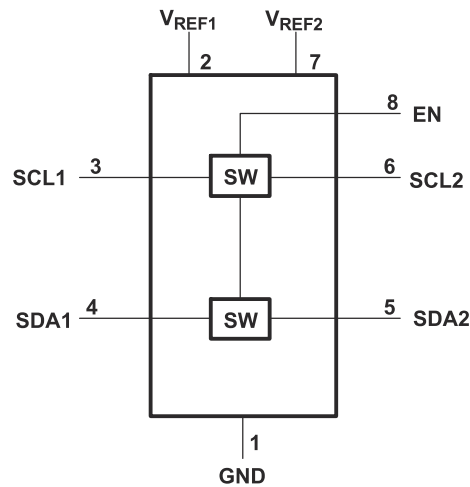 VREF1 VREF2
2 7
8 EN
SCL1 3 SW 6 SCL2
SDA1 4 SW 5 SDA2
1
GND